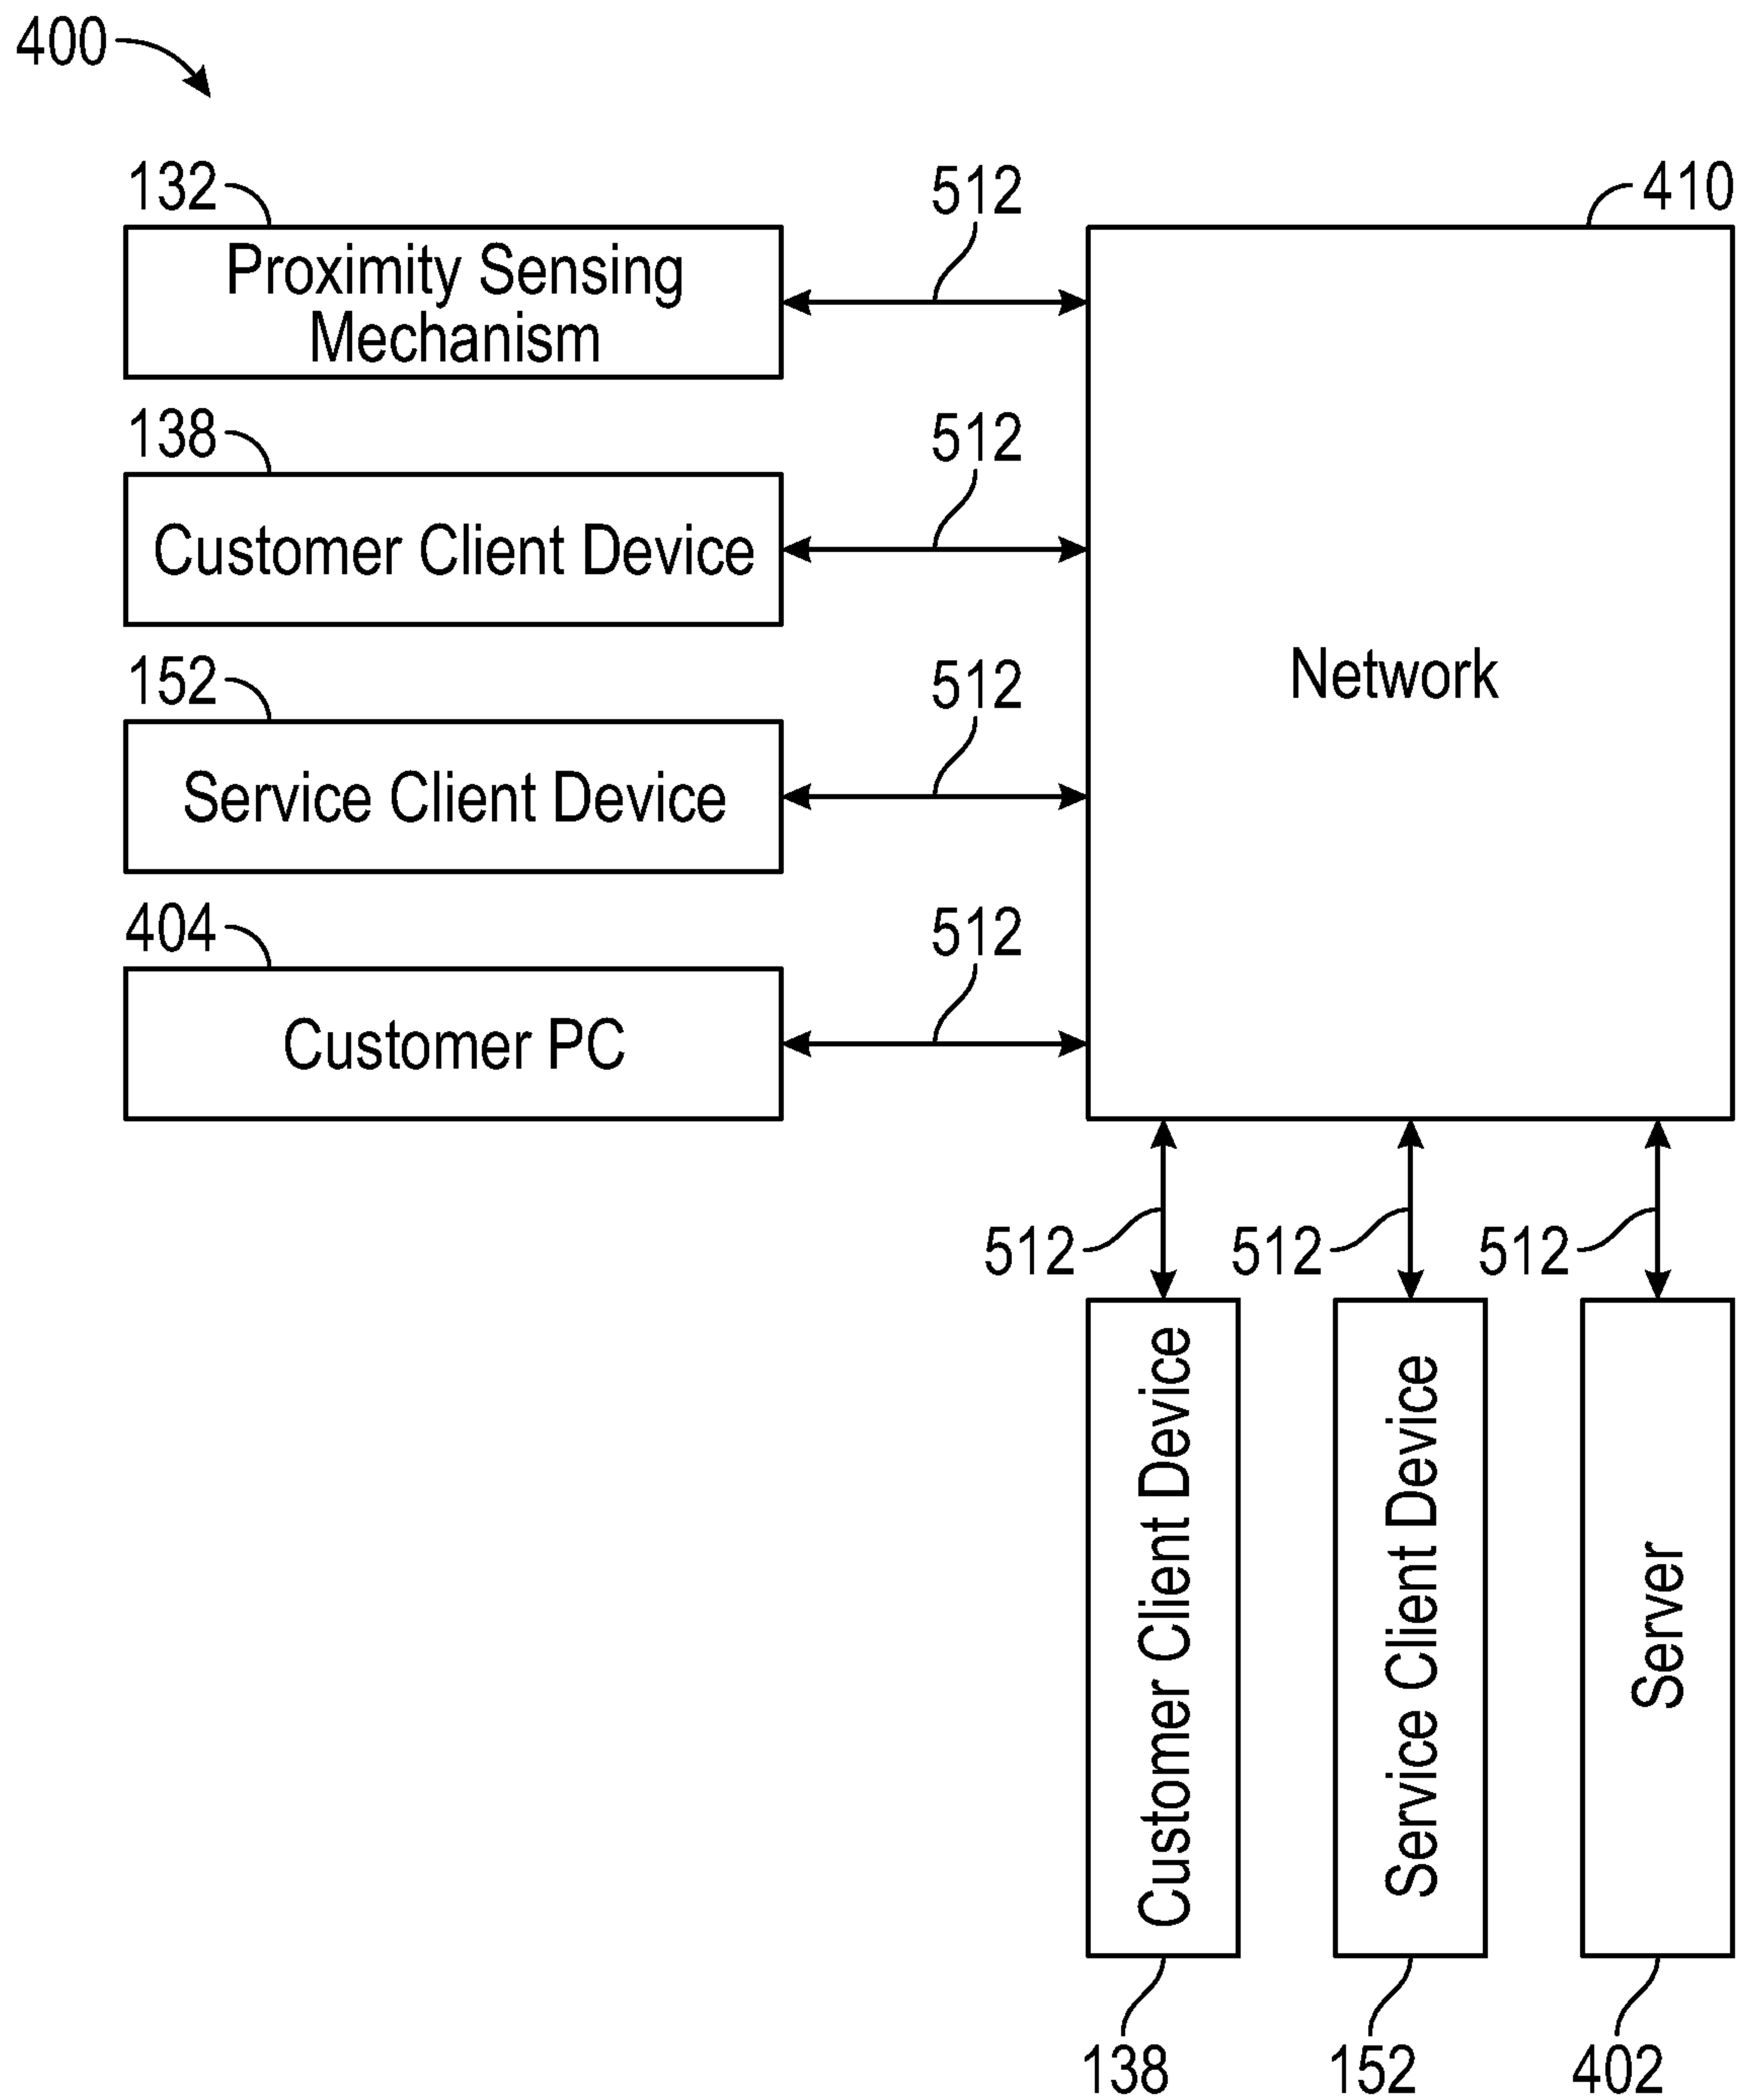 400
132
512
410
Proximity Sensing
Mechanism
138
512
Customer Client Device
Network
152
512
Service Client Device
404
512
Customer PC
512
512
512
Customer Client Device
Service Client Device
Server
138
152
402